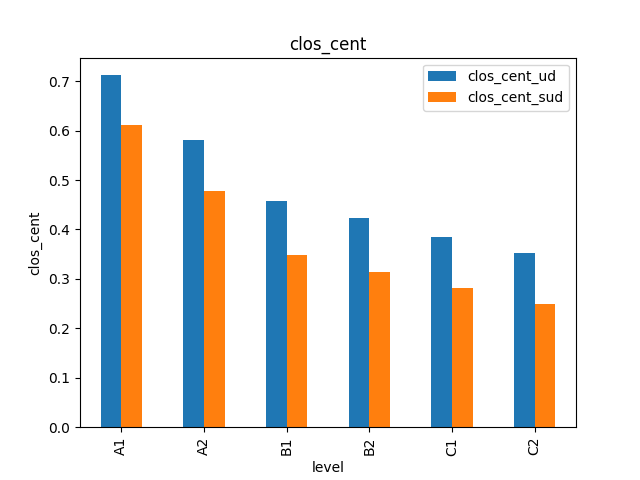 clos_cent
clos_cent_ud
clos_cent_sud
clos_cent
0.7
0.6
0.5
0.4
0.3
0.2
0.1
0.0
A1 A2 B1 B2 C1 C2
level